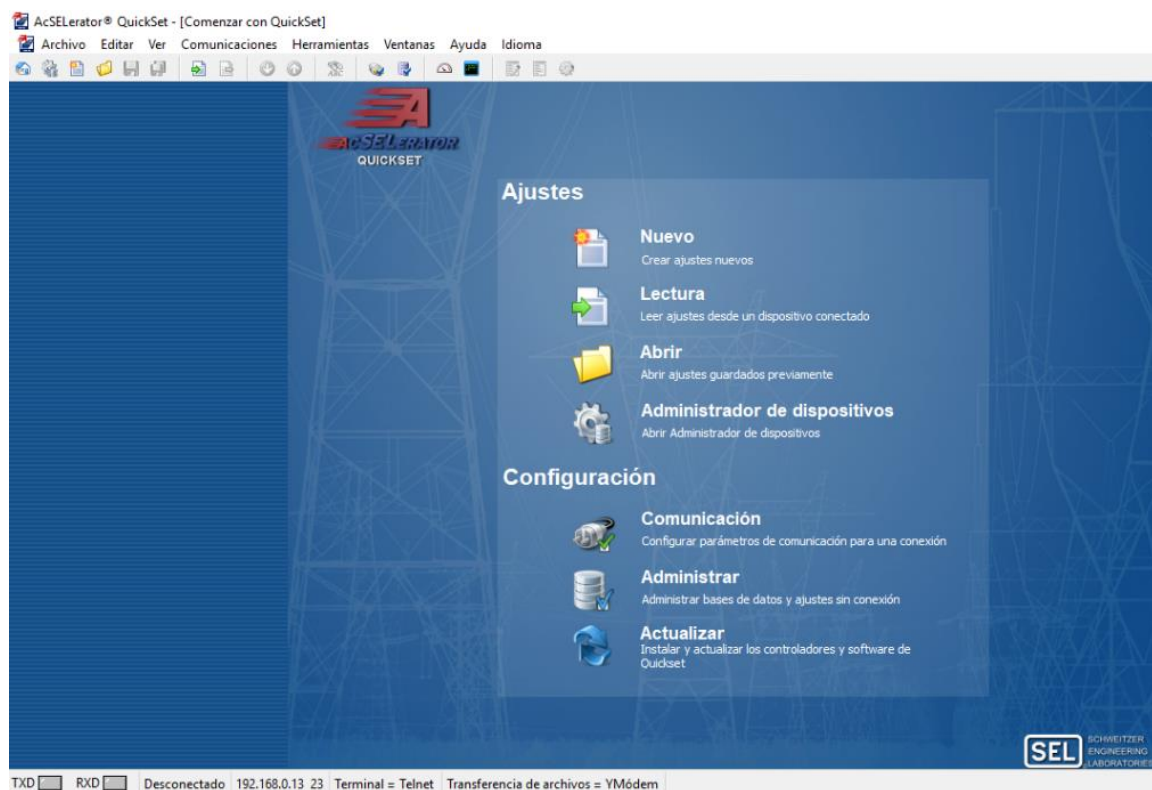 AcSELerator® QuickSet - [Comenzar con QuickSet]
Archivo Editar Ver Comunicaciones Herramientas Ventanas Ayuda Idioma
A
ACSELERATOR
QUICKSET
Ajustes
Nuevo
Crear ajustes nuevos
Lectura
Leer ajustes desde un dispositivo conectado
Abrir
Abrir ajustes guardados previamente
Administrador de dispositivos
Abrir Administrador de dispositivos
Configuración
Comunicación
Configurar parámetros de comunicación para una conexión
Administrar
Administrar bases de datos y ajustes sin conexión
Actualizar
Instalar y actualizar los controladores y software de
Quickset
SEL
SCHWEITZER
ENGINEERING
LABORATORIES
TXD RXD Desconectado 192.168.0.13 23 Terminal = Telnet Transferencia de archivos = YMódem